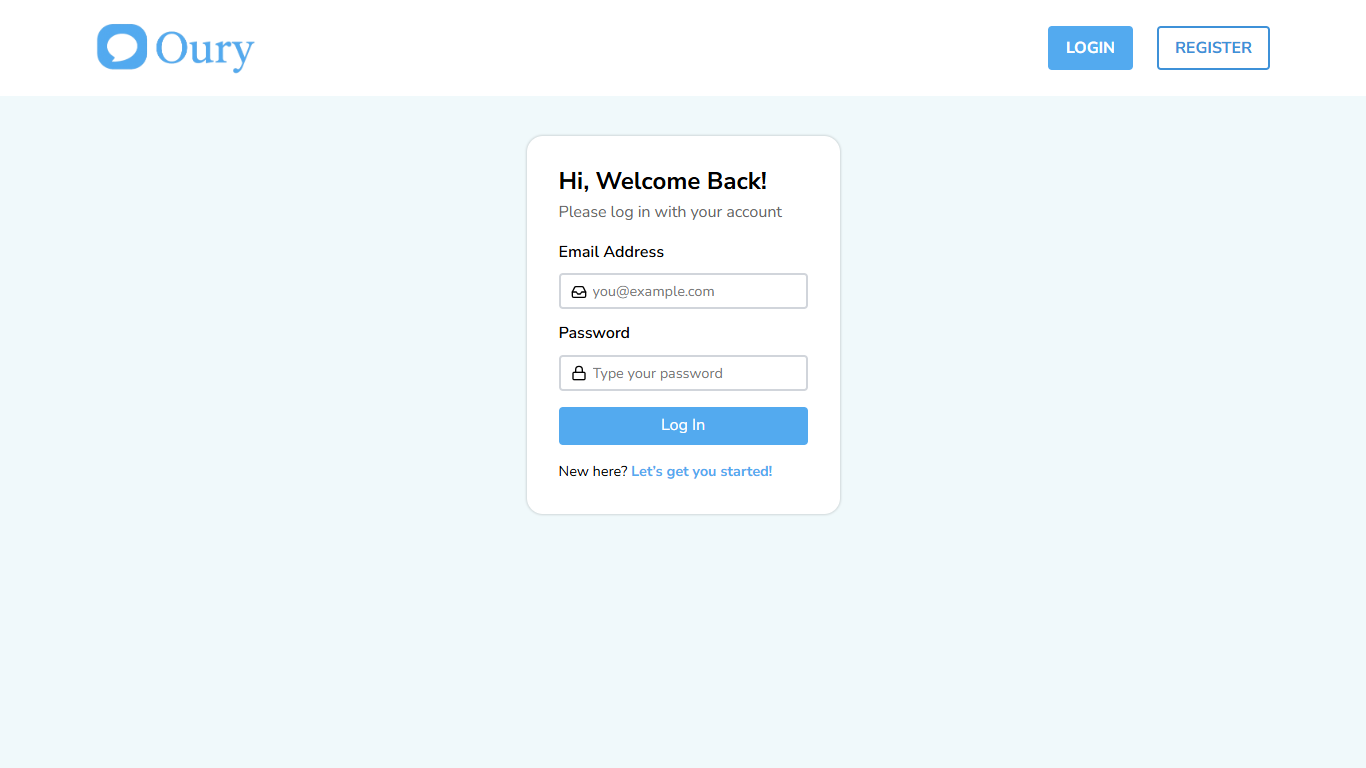 Oury
LOGIN
REGISTER
Hi, Welcome Back!
Please log in with your account
Email Address
you@example.com
Password
Type your password
Log In
New here? Let's get you started!